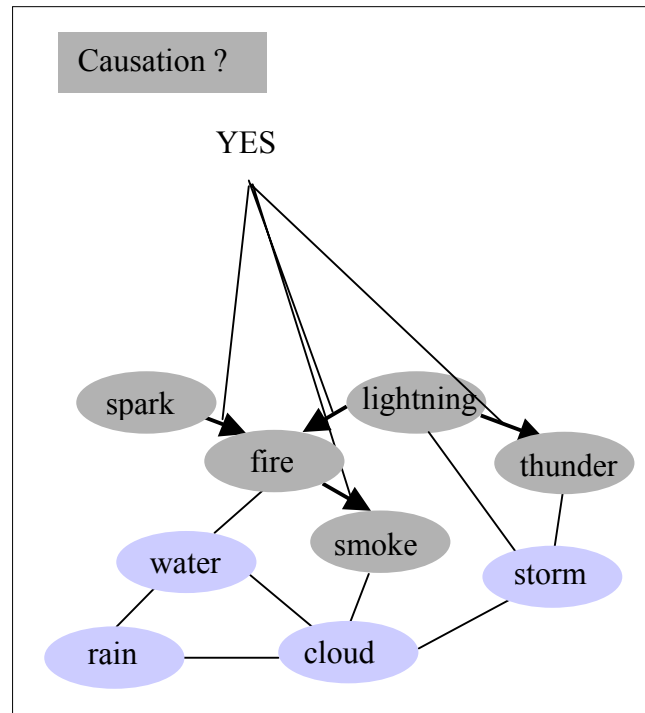 Causation ?
YES
spark
lightning
fire
thunder
smoke
water
storm
rain
cloud